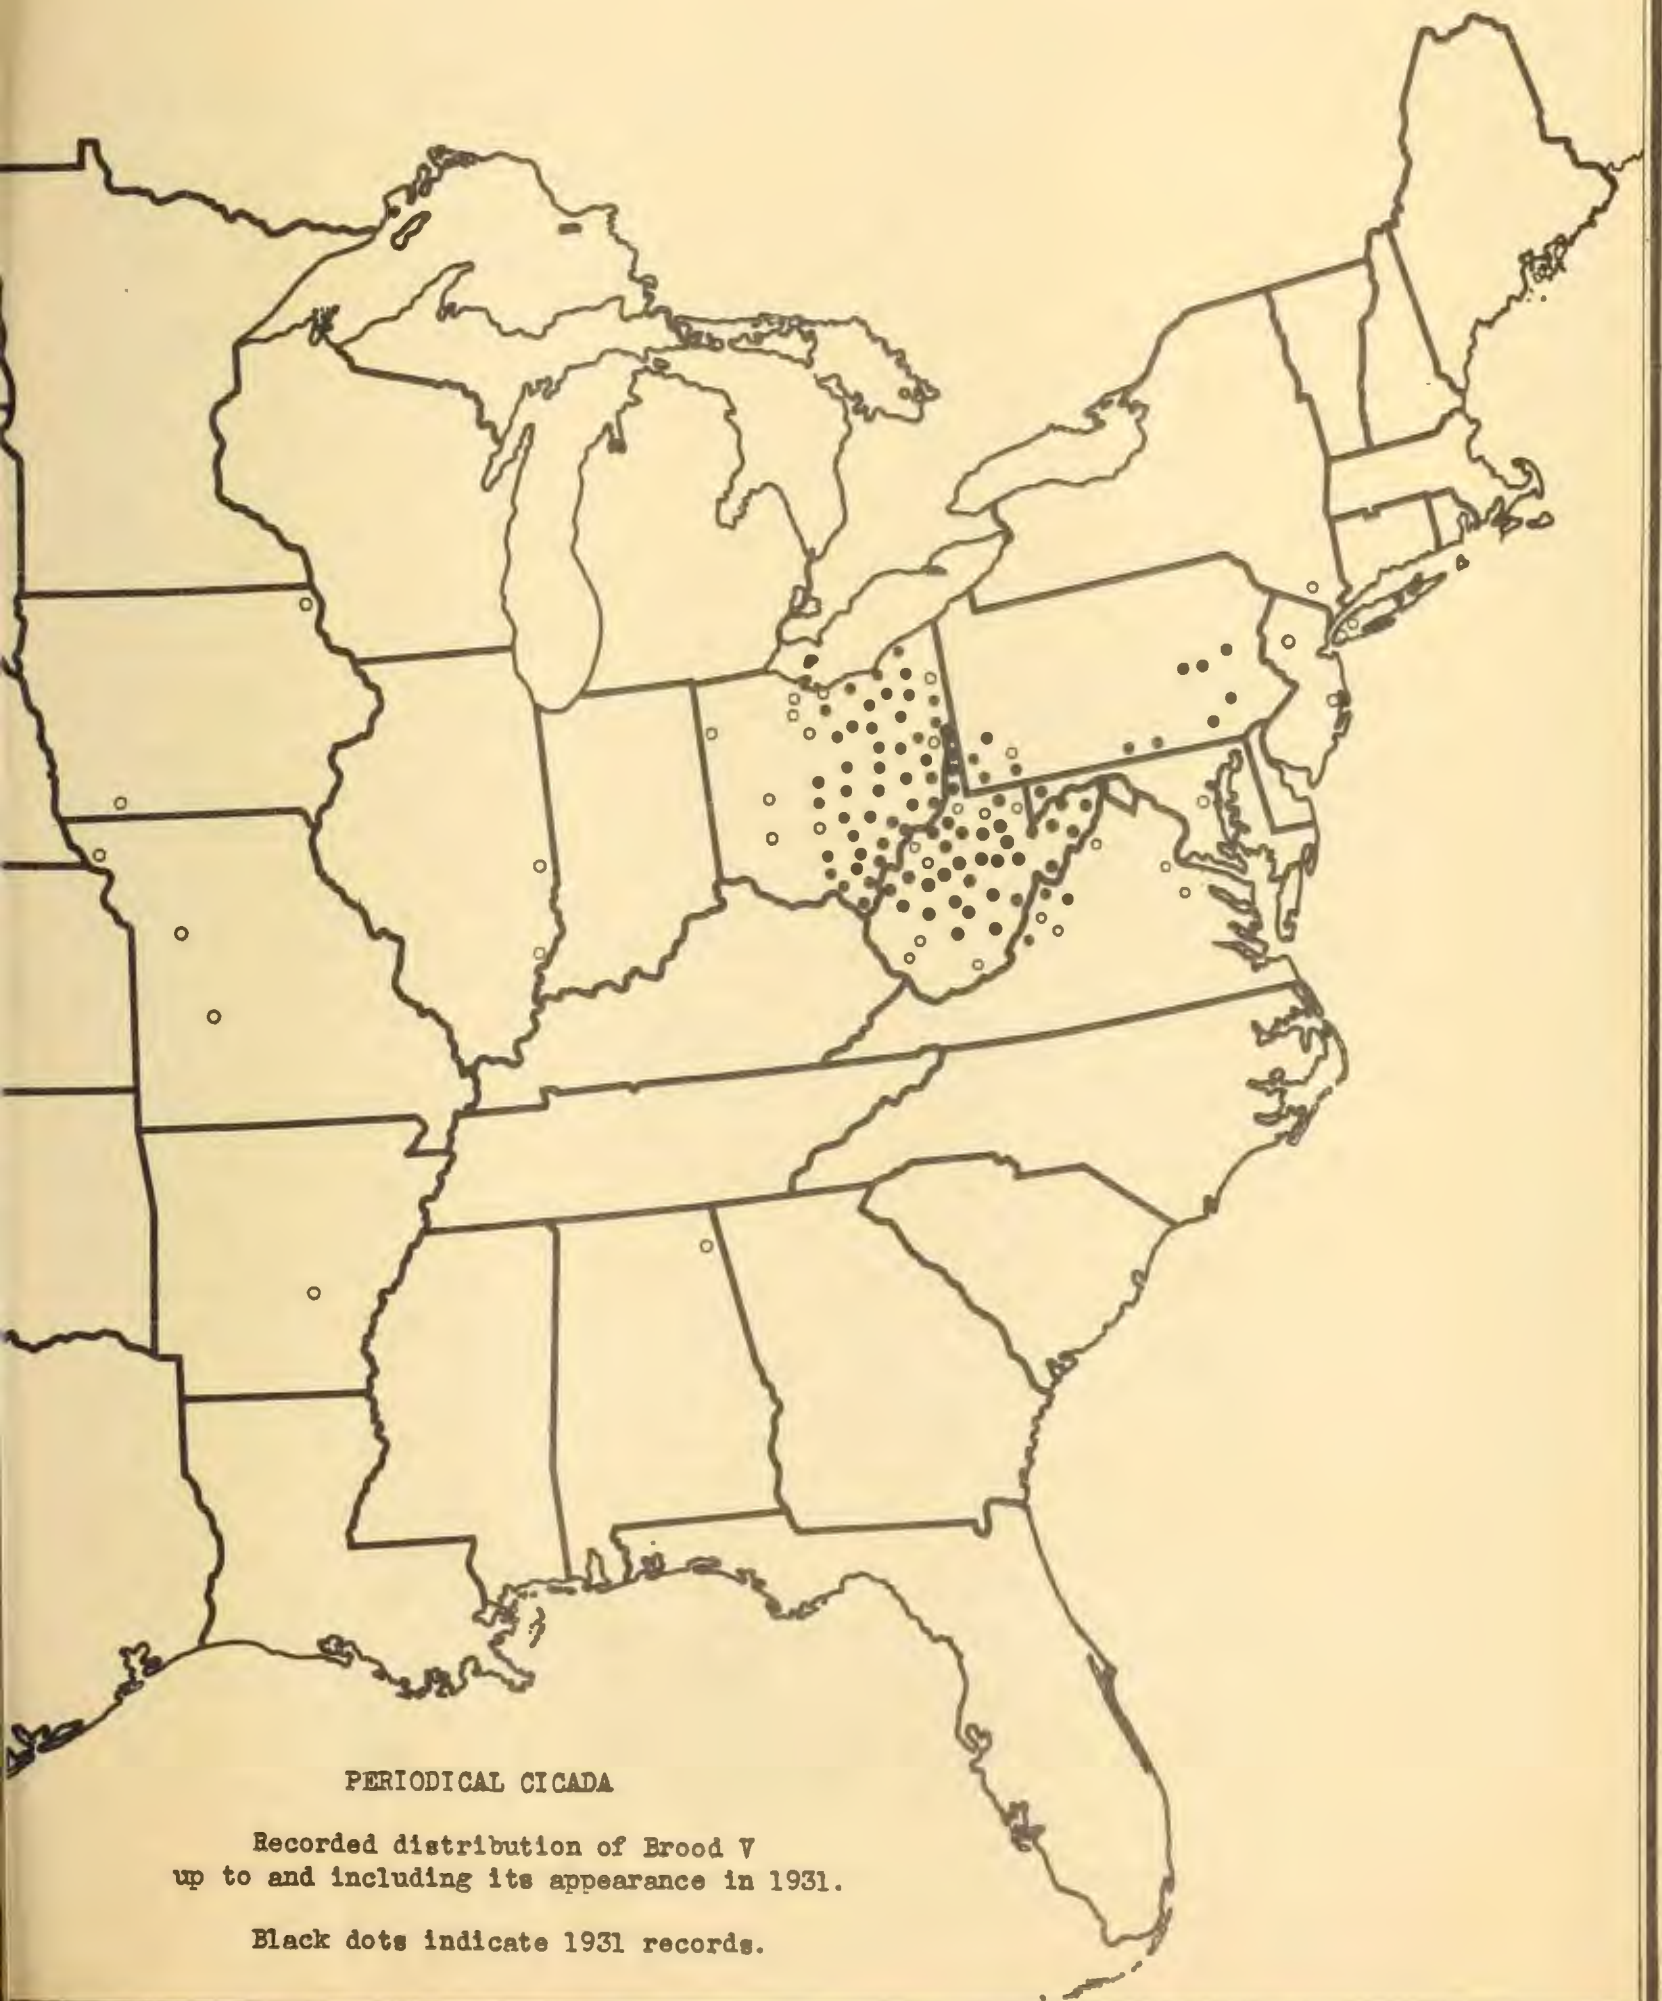 PERIODICAL CICADA
Recorded distribution of Brood V
up to and including its appearance in 1931.
Black dots indicate 1931 records.